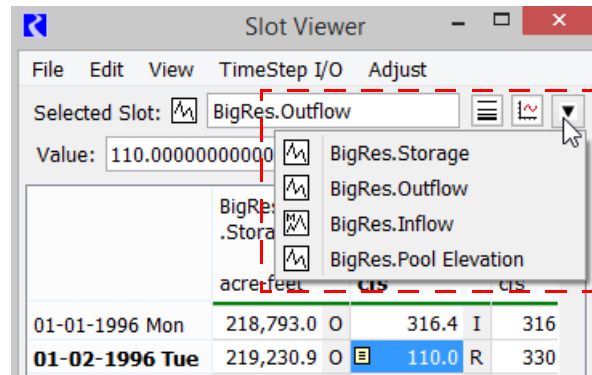 Slot Viewer
File Edit View TimeStep I/O Adjust
Selected Slot: BigRes.Outflow
Value: 110.00000000000
BigRes.Storage
BigRes.Outflow
BigRes.Inflow
BigRes.Pool Elevation
BigRes
.Stora
acre-feet cfs cfs
01-01-1996 Mon 218,793.0 O 316.4 I 316
01-02-1996 Tue 219,230.9 O 110.0 R 330